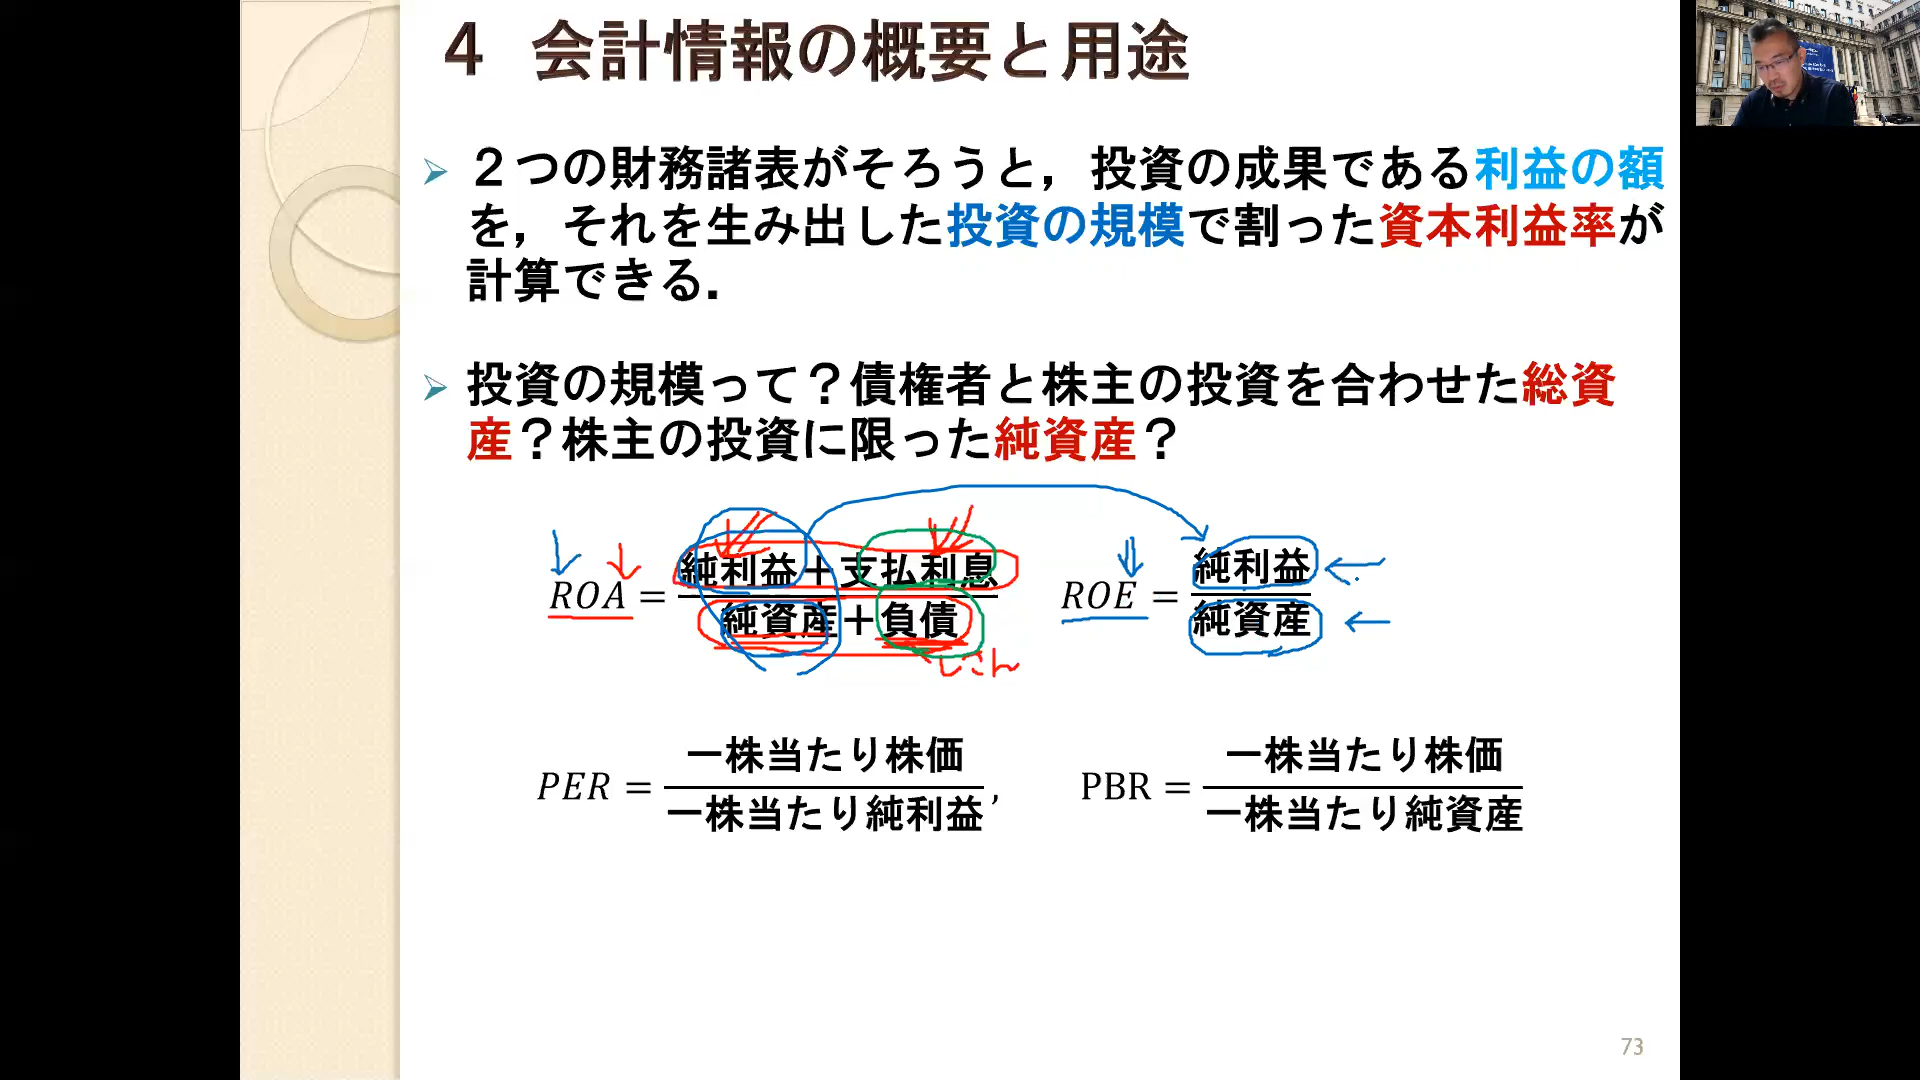 4 会計情報の概要と用途
２つの財務諸表がそろうと，投資の成果である利益の額
を，それを生み出した投資の規模で割った資本利益率が
計算できる．
投資の規模って？債権者と株主の投資を合わせた総資
産？株主の投資に限った純資産？
ROA = 純利益＋支払利息 / 純資産＋負債
ROE = 純利益 / 純資産
PER = 一株当たり株価 / 一株当たり純利益,
PBR = 一株当たり株価 / 一株当たり純資産
73